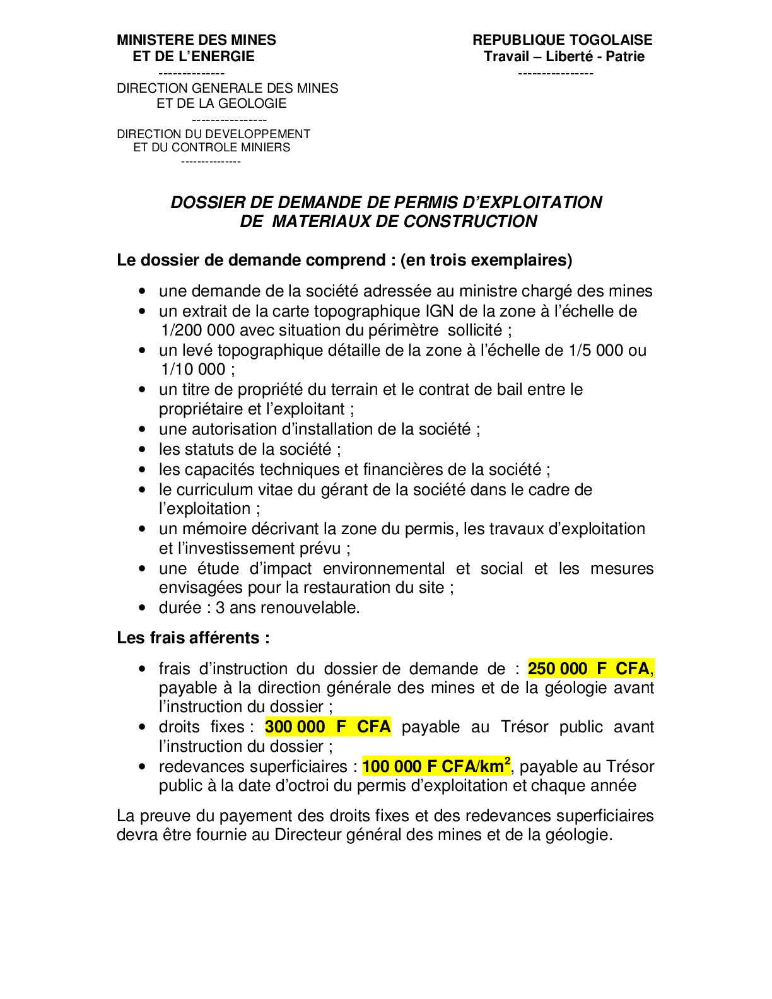 MINISTERE DES MINES
ET DE L’ENERGIE
--------------
REPUBLIQUE TOGOLAISE
Travail – Liberté - Patrie
----------------
DIRECTION GENERALE DES MINES
ET DE LA GEOLOGIE
----------------
DIRECTION DU DEVELOPPEMENT
ET DU CONTROLE MINIERS
---------------
DOSSIER DE DEMANDE DE PERMIS D’EXPLOITATION
DE MATERIAUX DE CONSTRUCTION
Le dossier de demande comprend : (en trois exemplaires)
• une demande de la société adressée au ministre chargé des mines
• un extrait de la carte topographique IGN de la zone à l’échelle de
1/200 000 avec situation du périmètre sollicité ;
• un levé topographique détaille de la zone à l’échelle de 1/5 000 ou
1/10 000 ;
• un titre de propriété du terrain et le contrat de bail entre le
propriétaire et l’exploitant ;
• une autorisation d’installation de la société ;
• les statuts de la société ;
• les capacités techniques et financières de la société ;
• le curriculum vitae du gérant de la société dans le cadre de
l’exploitation ;
• un mémoire décrivant la zone du permis, les travaux d’exploitation
et l’investissement prévu ;
• une étude d’impact environnemental et social et les mesures
envisagées pour la restauration du site ;
• durée : 3 ans renouvelable.
Les frais afférents :
• frais d’instruction du dossier de demande de : 250 000 F CFA,
payable à la direction générale des mines et de la géologie avant
l’instruction du dossier ;
• droits fixes : 300 000 F CFA payable au Trésor public avant
l’instruction du dossier ;
• redevances superficiaires : 100 000 F CFA/km², payable au Trésor
public à la date d’octroi du permis d’exploitation et chaque année
La preuve du payement des droits fixes et des redevances superficiaires
devra être fournie au Directeur général des mines et de la géologie.